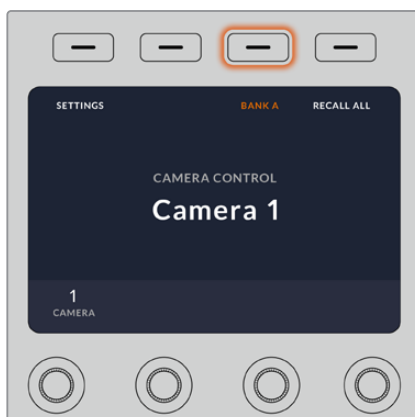 SETTINGS BANK A RECALL ALL
CAMERA CONTROL
Camera 1
1
CAMERA